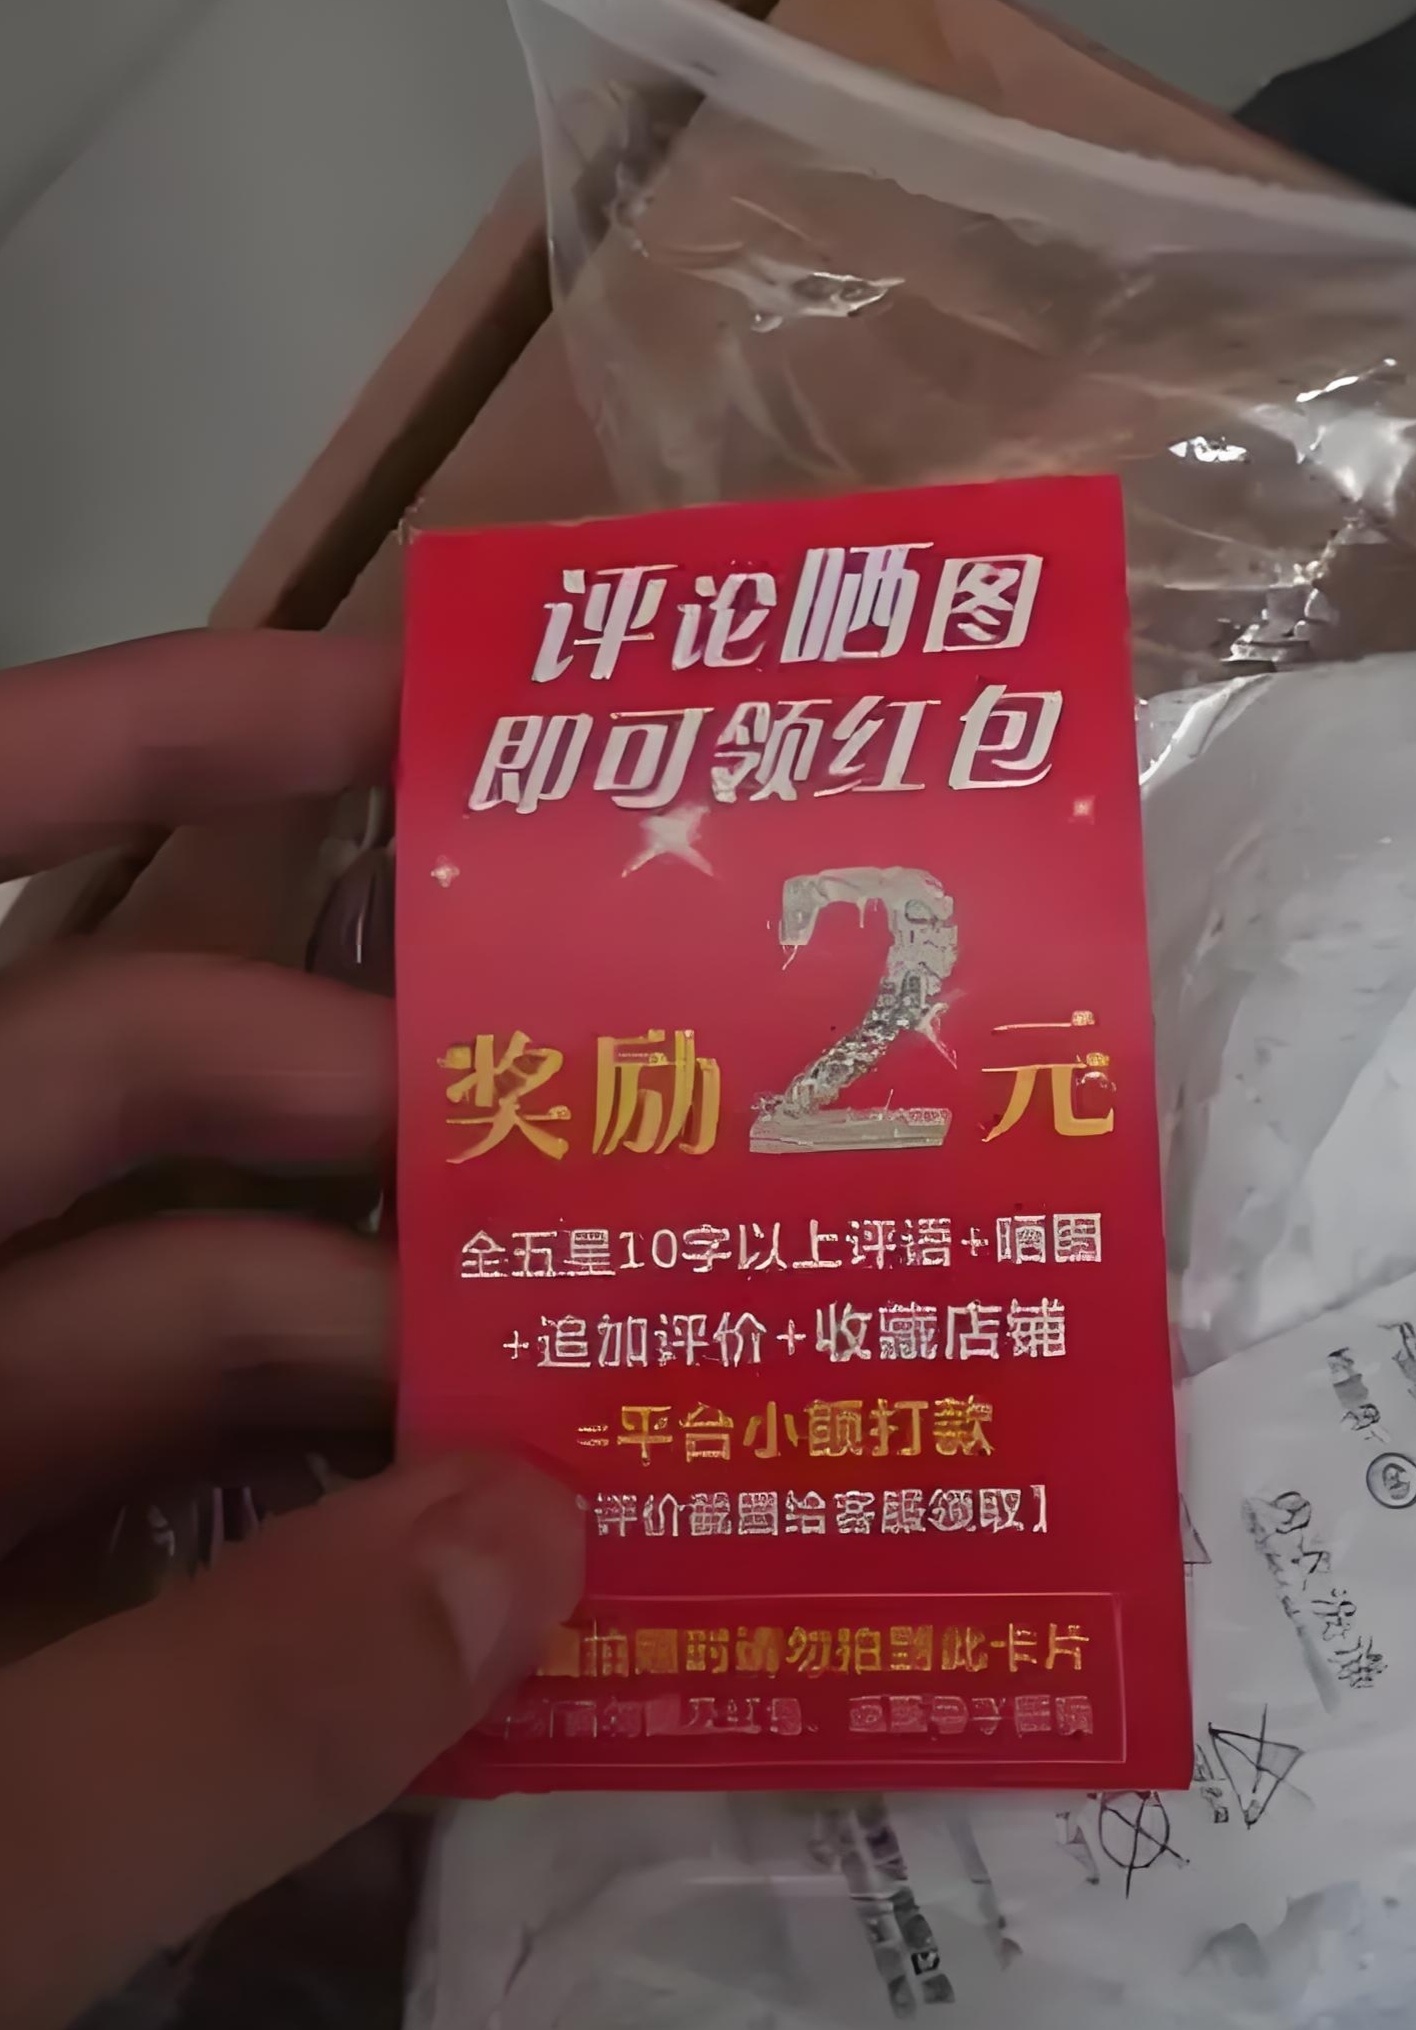 评论晒图
即可领红包
奖励2元
全五星10字以上评语+晒图
+追加评价+收藏店铺
=平台小额打款
评价截图给客服领取】
时请勿拍到此卡片